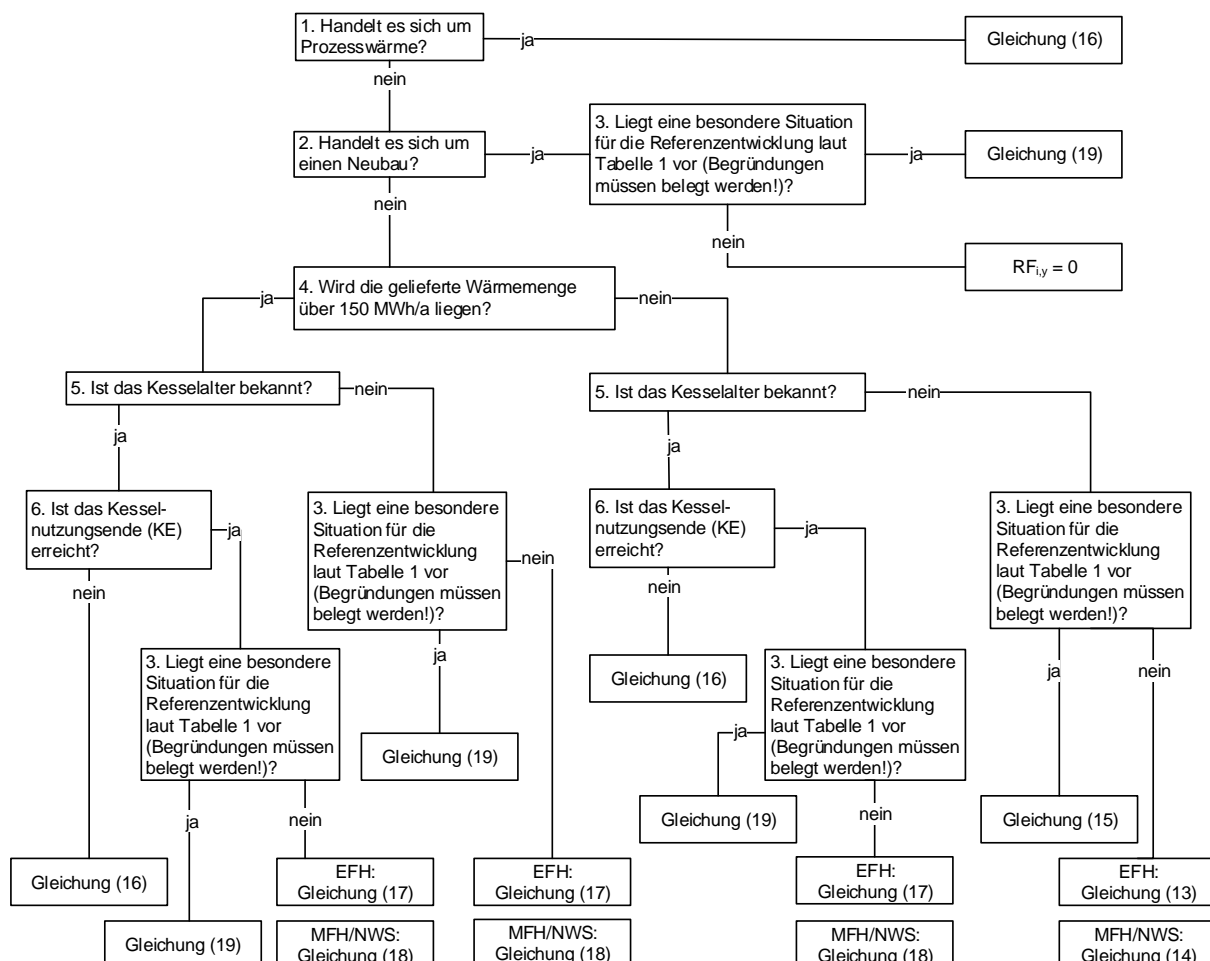 1. Handelt es sich um
Prozesswärme?
ja
Gleichung (16)
nein
2. Handelt es sich um
einen Neubau?
ja
3. Liegt eine besondere Situation
für die Referenzentwicklung laut
Tabelle 1 vor (Begründungen
müssen belegt werden!)?
ja
Gleichung (19)
nein
nein
RFi,y = 0
4. Wird die gelieferte Wärmemenge
über 150 MWh/a liegen?
ja
nein
5. Ist das Kesselalter bekannt?
nein
5. Ist das Kesselalter bekannt?
nein
ja
ja
6. Ist das Kessel-
nutzungsende (KE)
erreicht?
ja
nein
3. Liegt eine besondere
Situation für die
Referenzentwicklung
laut Tabelle 1 vor
(Begründungen müssen
belegt werden!)?
nein
ja
6. Ist das Kessel-
nutzungsende (KE)
erreicht?
ja
nein
3. Liegt eine besondere
Situation für die
Referenzentwicklung
laut Tabelle 1 vor
(Begründungen müssen
belegt werden!)?
ja
nein
3. Liegt eine besondere
Situation für die
Referenzentwicklung
laut Tabelle 1 vor
(Begründungen müssen
belegt werden!)?
ja
nein
Gleichung (19)
Gleichung (16)
3. Liegt eine besondere
Situation für die
Referenzentwicklung
laut Tabelle 1 vor
(Begründungen müssen
belegt werden!)?
ja
nein
Gleichung (19)
Gleichung (15)
Gleichung (16)
EFH:
Gleichung (17)
EFH:
Gleichung (17)
EFH:
Gleichung (17)
EFH:
Gleichung (13)
Gleichung (19)
MFH/NWS:
Gleichung (18)
MFH/NWS:
Gleichung (18)
MFH/NWS:
Gleichung (18)
MFH/NWS:
Gleichung (14)